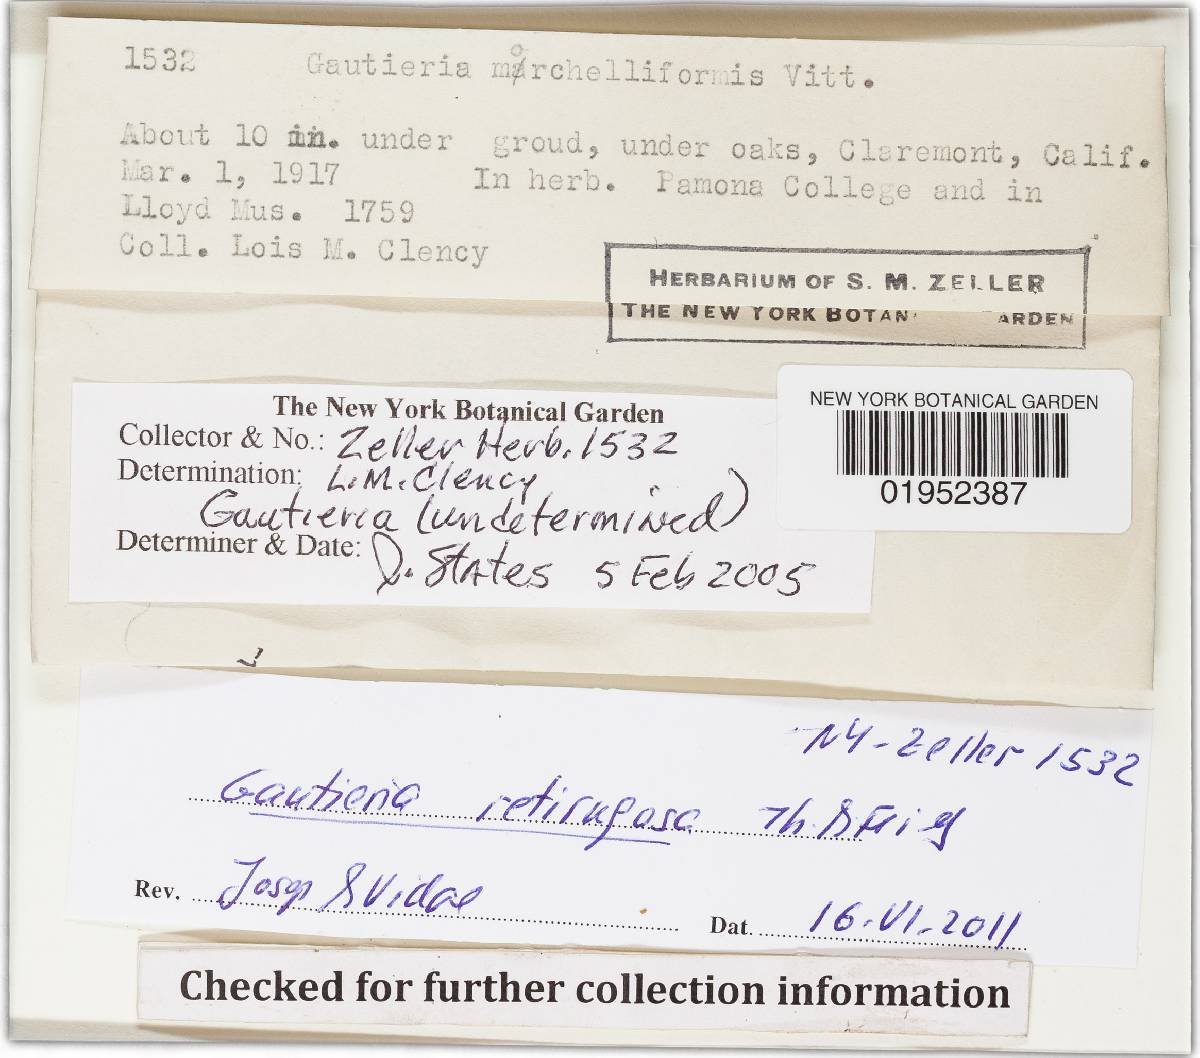 1532 Gautieria morchelliformis Vitt.
About 10 in. under groud, under oaks, Claremont, Calif.
Mar. 1, 1917 In herb. Pamona College and in
Lloyd Mus. 1759
Coll. Lois M. Clency
HERBARIUM OF S. M. ZELLER
THE NEW YORK BOTAN ARDEN
The New York Botanical Garden
Collector & No.: Zeller Herb. 1532
Determination: L.M. Clency
Gautieria (undetermined)
Determiner & Date: J. States 5 Feb 2005
NEW YORK BOTANICAL GARDEN
01952387
NY-Zeller 1532
Gautieria retirugosa Th.
Rev. Josep Vidal
Dat. 16.VI.2011
Checked for further collection information